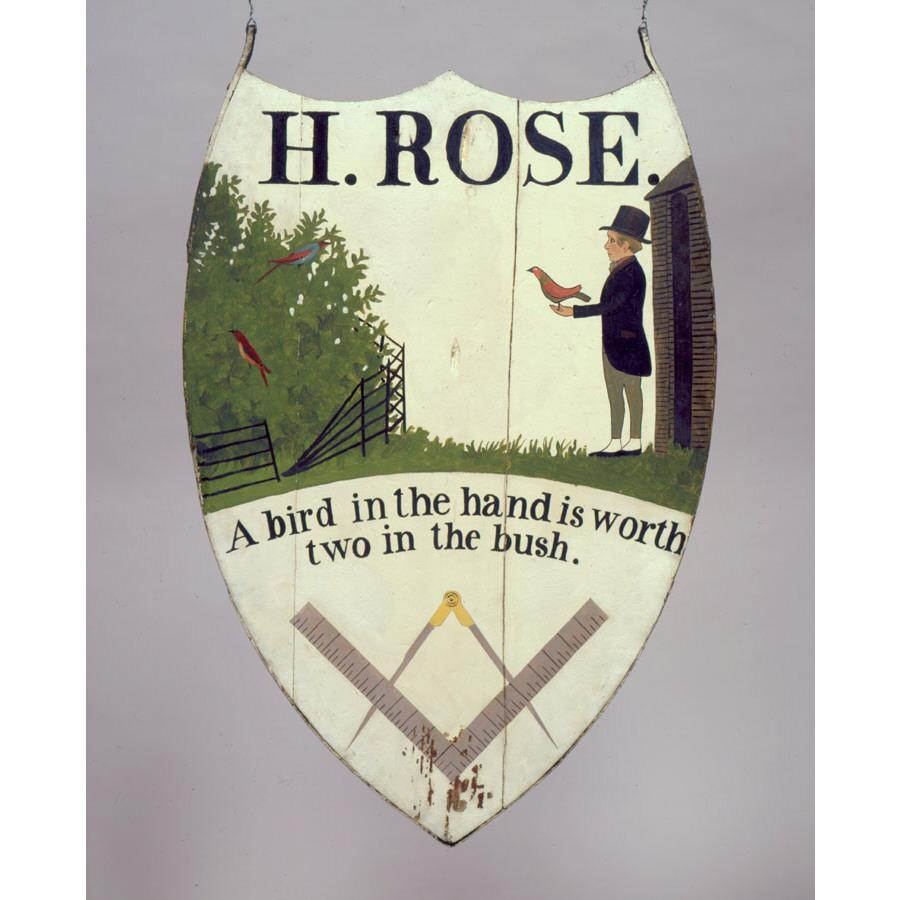 H. ROSE.
A bird in the hand is worth
two in the bush.